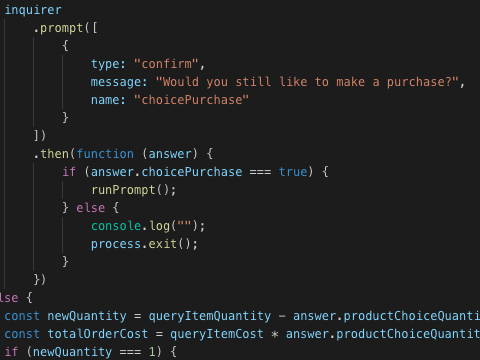 inquirer
.prompt([
{
type: "confirm",
message: "Would you still like to make a purchase?",
name: "choicePurchase"
}
])
.then(function (answer) {
if (answer.choicePurchase === true) {
runPrompt();
} else {
console.log("");
process.exit();
}
})
lse {
const newQuantity = queryItemQuantity - answer.productChoiceQuanti
const totalOrderCost = queryItemCost * answer.productChoiceQuantit
if (newQuantity === 1) {